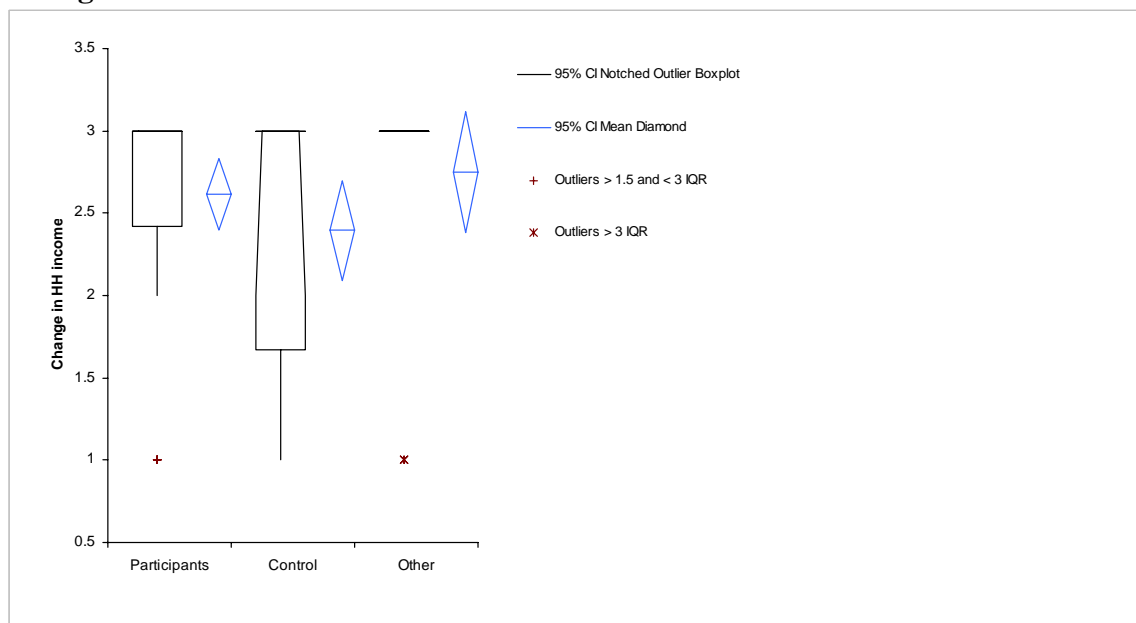 3.5
3
2.5
2
1.5
1
0.5
Change in HH income
Participants
Control
Other
95% CI Notched Outlier Boxplot
95% CI Mean Diamond
Outliers > 1.5 and < 3 IQR
Outliers > 3 IQR